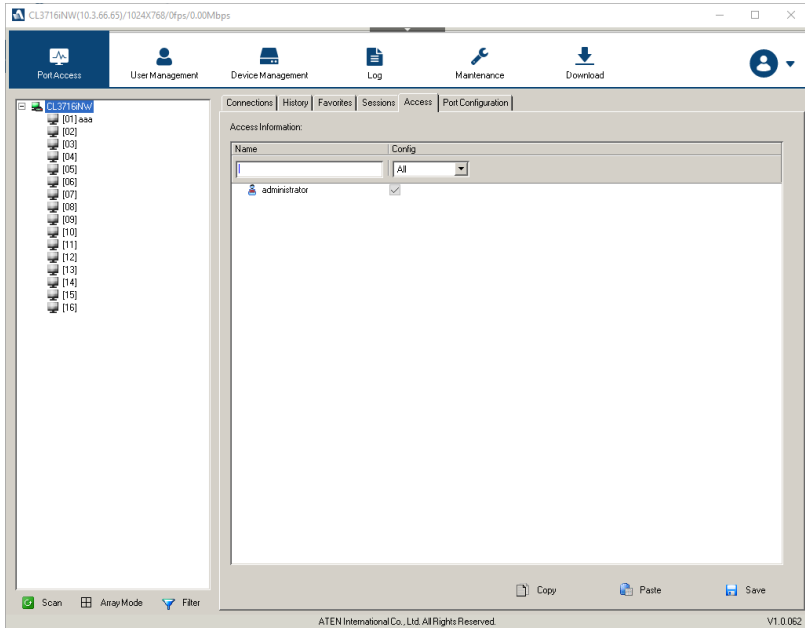 CL3716iNW(10.3.66.65)/1024X768/0fps/0.00Mbps
Port Access User Management Device Management Log Maintenance Download
CL3716iNW
[01] aaa
[02]
[03]
[04]
[05]
[06]
[07]
[08]
[09]
[10]
[11]
[12]
[13]
[14]
[15]
[16]
Scan Array Mode Filter
Connections History Favorites Sessions Access Port Configuration
Access Information:
Name Config
All
administrator
Copy Paste Save
ATEN International Co., Ltd. All Rights Reserved. V1.0.062